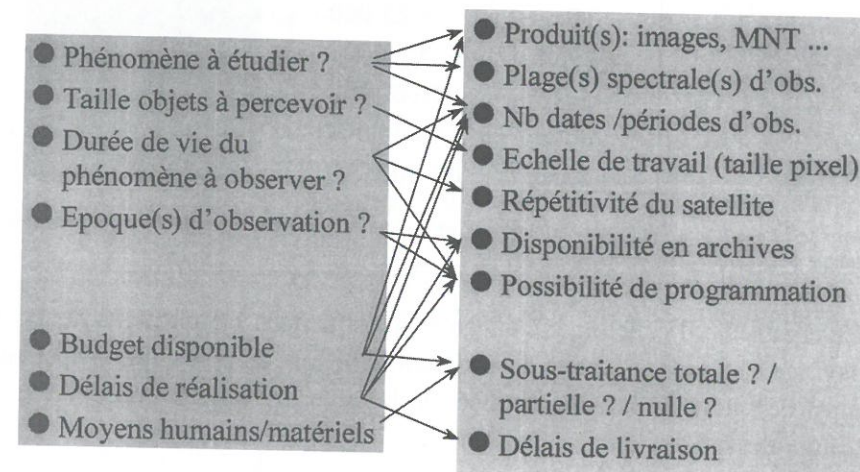 ● Phénomène à étudier ?
● Taille objets à percevoir ?
● Durée de vie du
phénomène à observer ?
● Epoque(s) d'observation ?
● Budget disponible
● Délais de réalisation
● Moyens humains/matériels
● Produit(s): images, MNT ...
● Plage(s) spectrale(s) d'obs.
● Nb dates /périodes d'obs.
● Echelle de travail (taille pixel)
● Répétitivité du satellite
● Disponibilité en archives
● Possibilité de programmation
● Sous-traitance totale ? /
partielle ? / nulle ?
● Délais de livraison